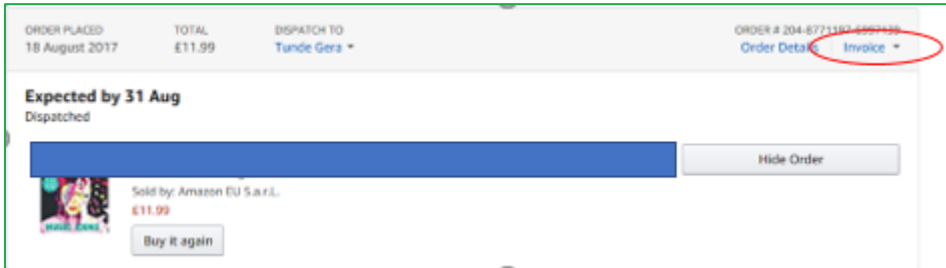 ORDER PLACED
18 August 2017
TOTAL
£11.99
DISPATCH TO
Tunde Gera
ORDER #
Order Details
Invoice
Expected by 31 Aug
Dispatched
Hide Order
Sold by: Amazon EU S.a.r.L.
£11.99
Buy it again